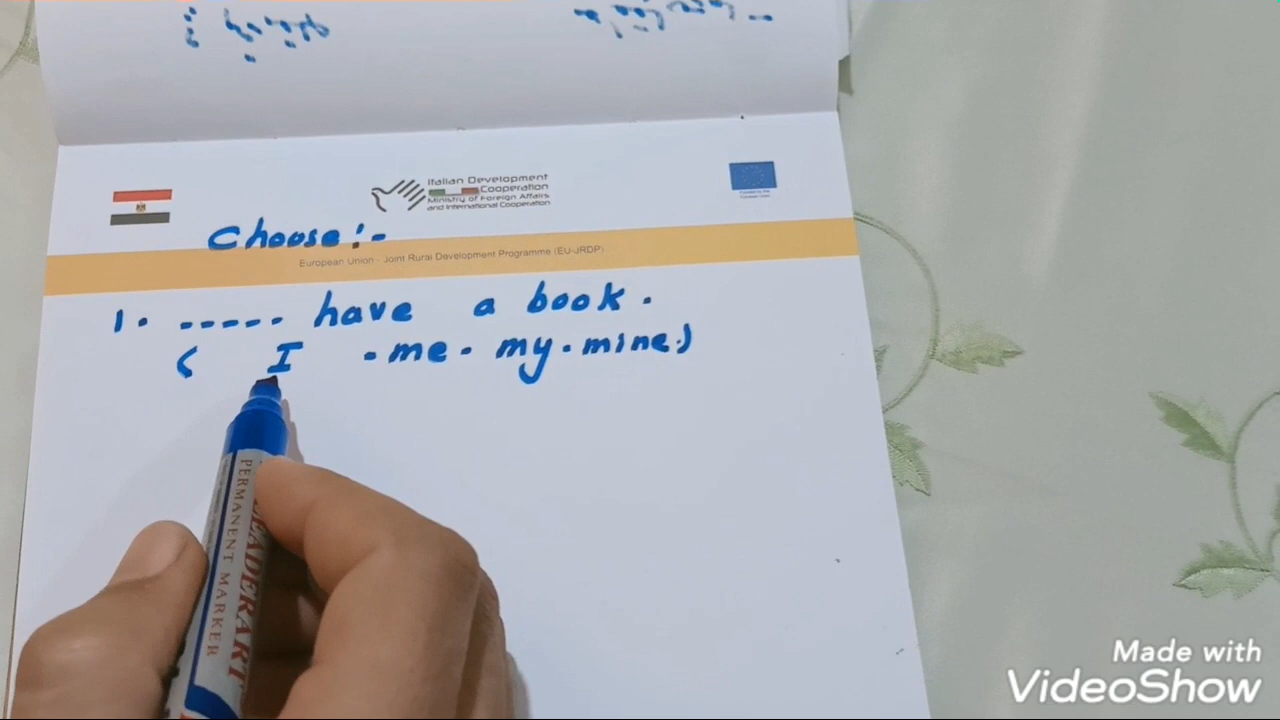 Italian Development
Cooperation
Ministry of Foreign Affairs
and International Cooperation
Choose:-
European Union - Joint Rural Development Programme (EU-JRDP)
1. ..... have a book.
( I - me - my - mine.)
LEADERART
PERMANENT MARKER
Made with
VideoShow